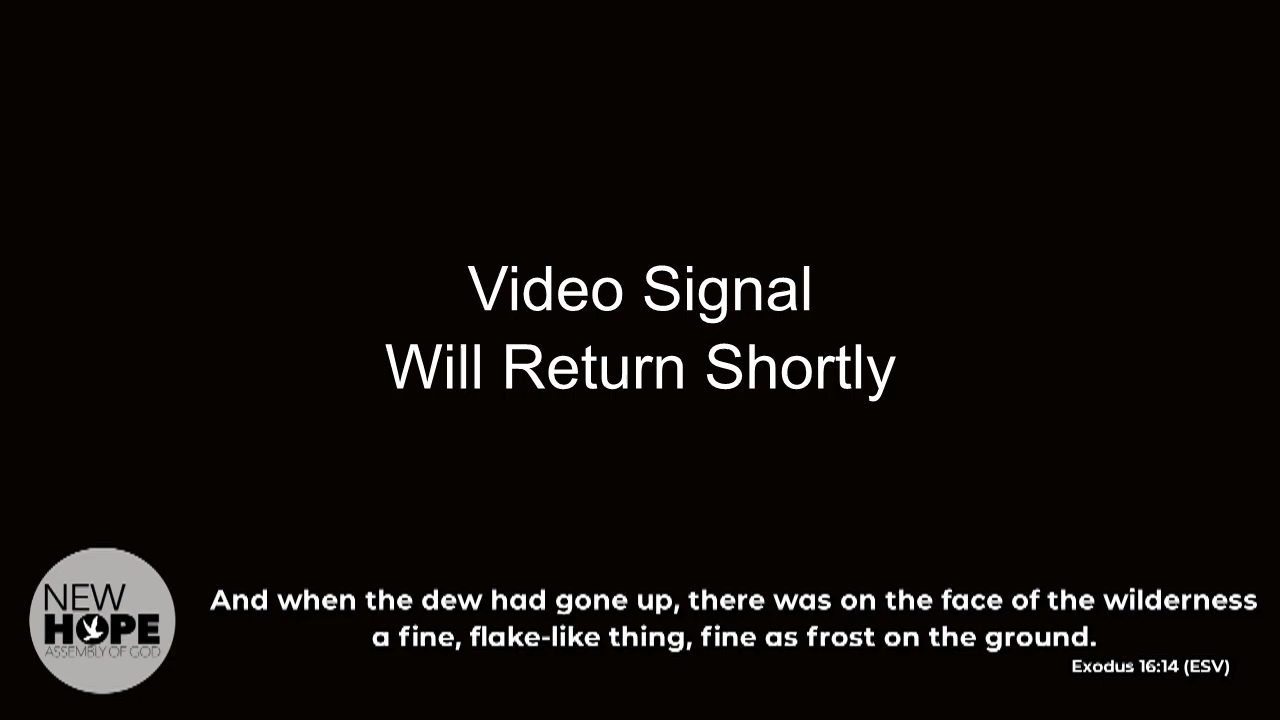 Video Signal
Will Return Shortly
NEW
HOPE
ASSEMBLY OF GOD
And when the dew had gone up, there was on the face of the wilderness
a fine, flake-like thing, fine as frost on the ground.
Exodus 16:14 (ESV)